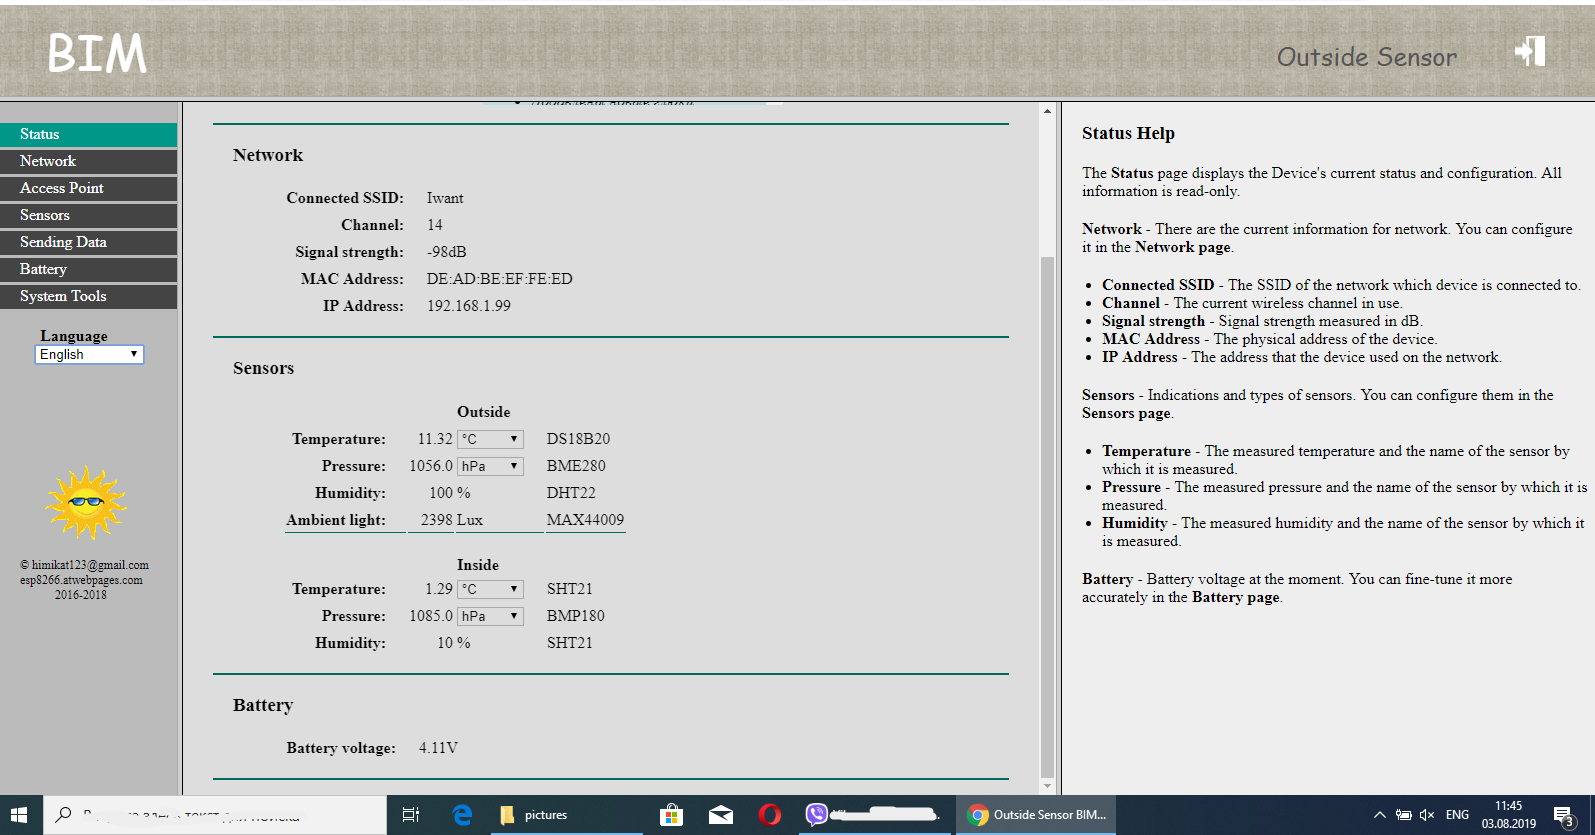 BIM
Outside Sensor
Status
Network
Access Point
Sensors
Sending Data
Battery
System Tools
Language
English
© himikat123@gmail.com
esp8266.atwebpages.com
2016-2018
Network
Connected SSID: Iwant
Channel: 14
Signal strength: -98dB
MAC Address: DE:AD:BE:EF:FE:ED
IP Address: 192.168.1.99
Sensors
Outside
Temperature: 11.32 °C DS18B20
Pressure: 1056.0 hPa BME280
Humidity: 100 % DHT22
Ambient light: 2398 Lux MAX44009
Inside
Temperature: 1.29 °C SHT21
Pressure: 1085.0 hPa BMP180
Humidity: 10 % SHT21
Battery
Battery voltage: 4.11V
Status Help
The Status page displays the Device's current status and configuration. All
information is read-only.
Network - There are the current information for network. You can configure
it in the Network page.
• Connected SSID - The SSID of the network which device is connected to.
• Channel - The current wireless channel in use.
• Signal strength - Signal strength measured in dB.
• MAC Address - The physical address of the device.
• IP Address - The address that the device used on the network.
Sensors - Indications and types of sensors. You can configure them in the
Sensors page.
• Temperature - The measured temperature and the name of the sensor by
which it is measured.
• Pressure - The measured pressure and the name of the sensor by which it is
measured.
• Humidity - The measured humidity and the name of the sensor by which it
is measured.
Battery - Battery voltage at the moment. You can fine-tune it more
accurately in the Battery page.
pictures
Outside Sensor BIM...
ENG
11:45
03.08.2019
3